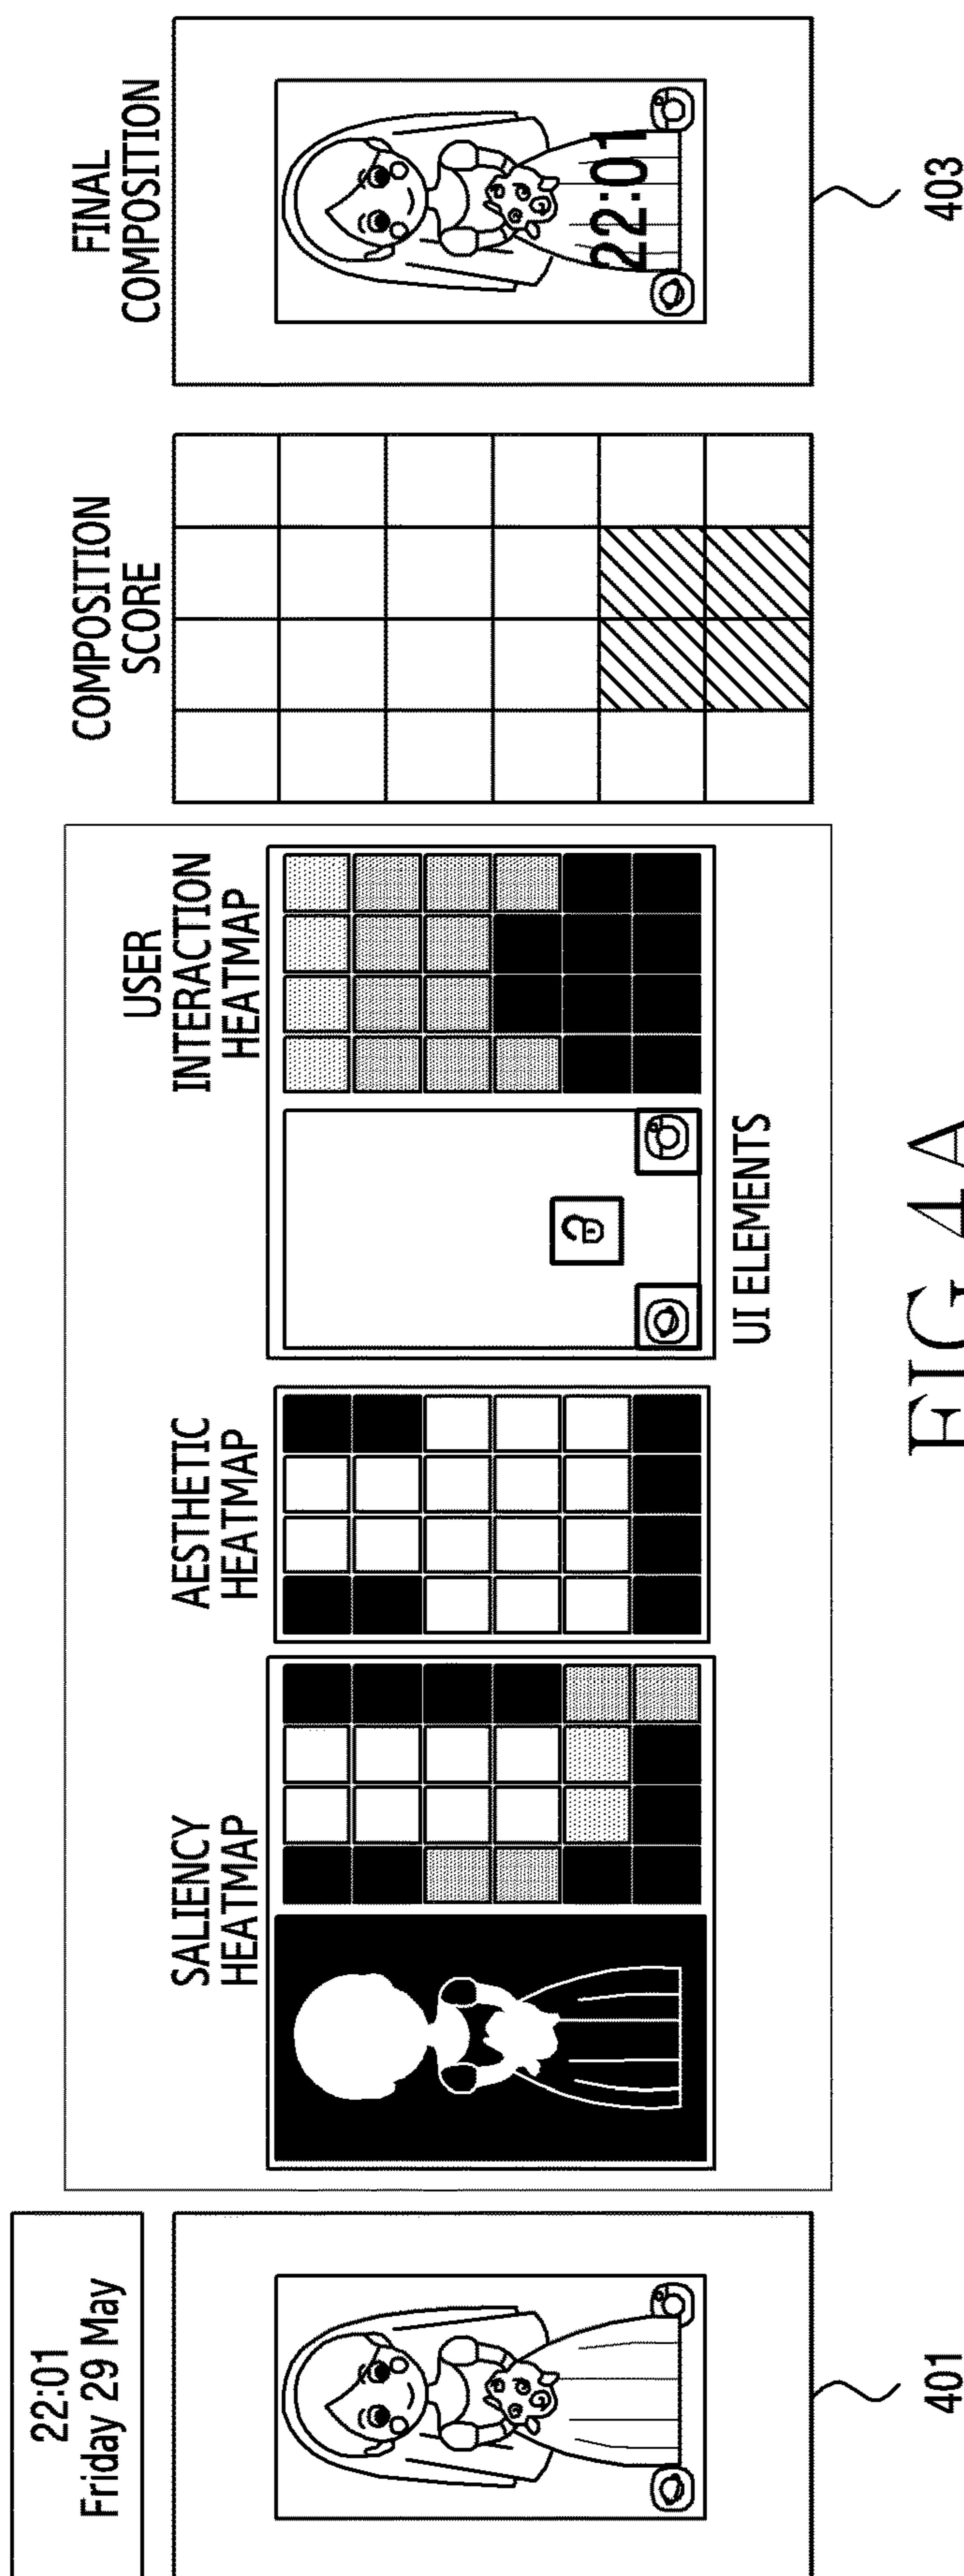 22:01
Friday 29 May
401
SALIENCY
HEATMAP
AESTHETIC
HEATMAP
USER
INTERACTION
HEATMAP
UI ELEMENTS
COMPOSITION
SCORE
FINAL
COMPOSITION
22:01
403
FIG 4A